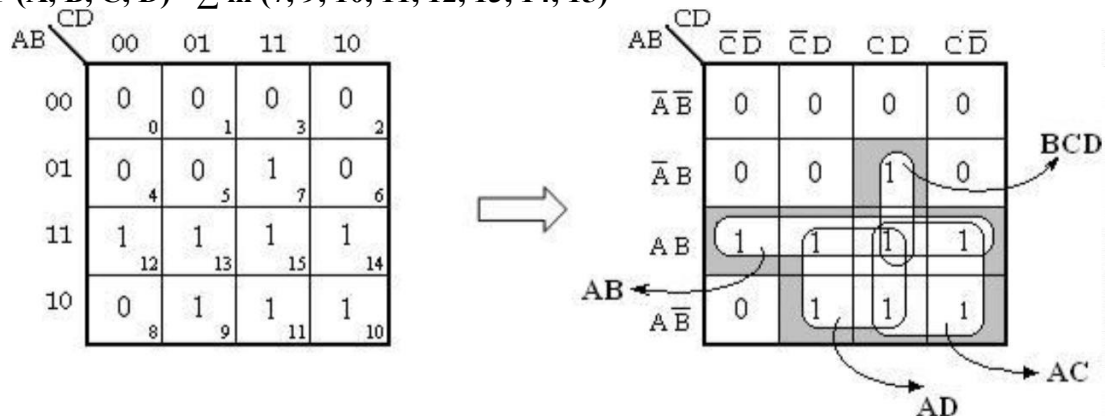 (A, B, C, D) = ∑ m (7, 9, 10, 11, 12, 13, 14, 15)
CD
AB 00 01 11 10
00 0 0 0 0
0 1 3 2
01 0 0 1 0
4 5 7 6
11 1 1 1 1
12 13 15 14
10 0 1 1 1
8 9 11 10
CD
AB C̅D̅ C̅D CD CD̅
A̅B̅ 0 0 0 0
BCD
A̅B 0 0 1 0
AB 1 1 1 1
AB
AB̅ 0 1 1 1
AC
AD